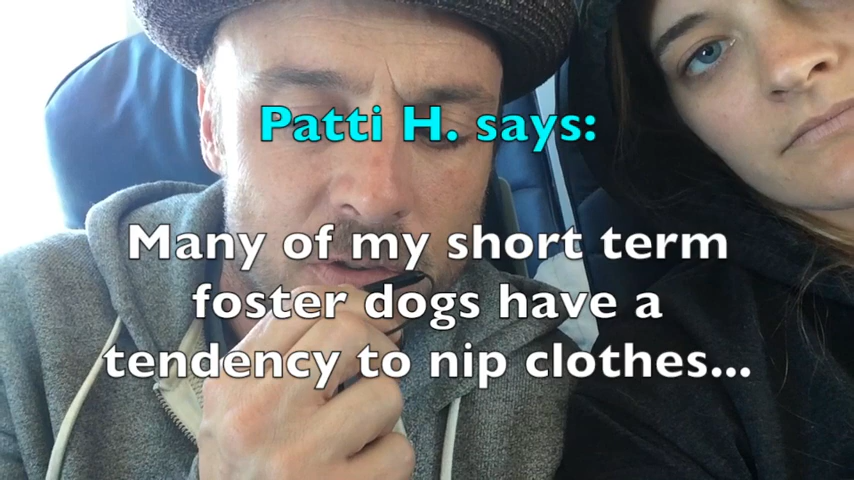 Patti H. says:
Many of my short term
foster dogs have a
tendency to nip clothes...